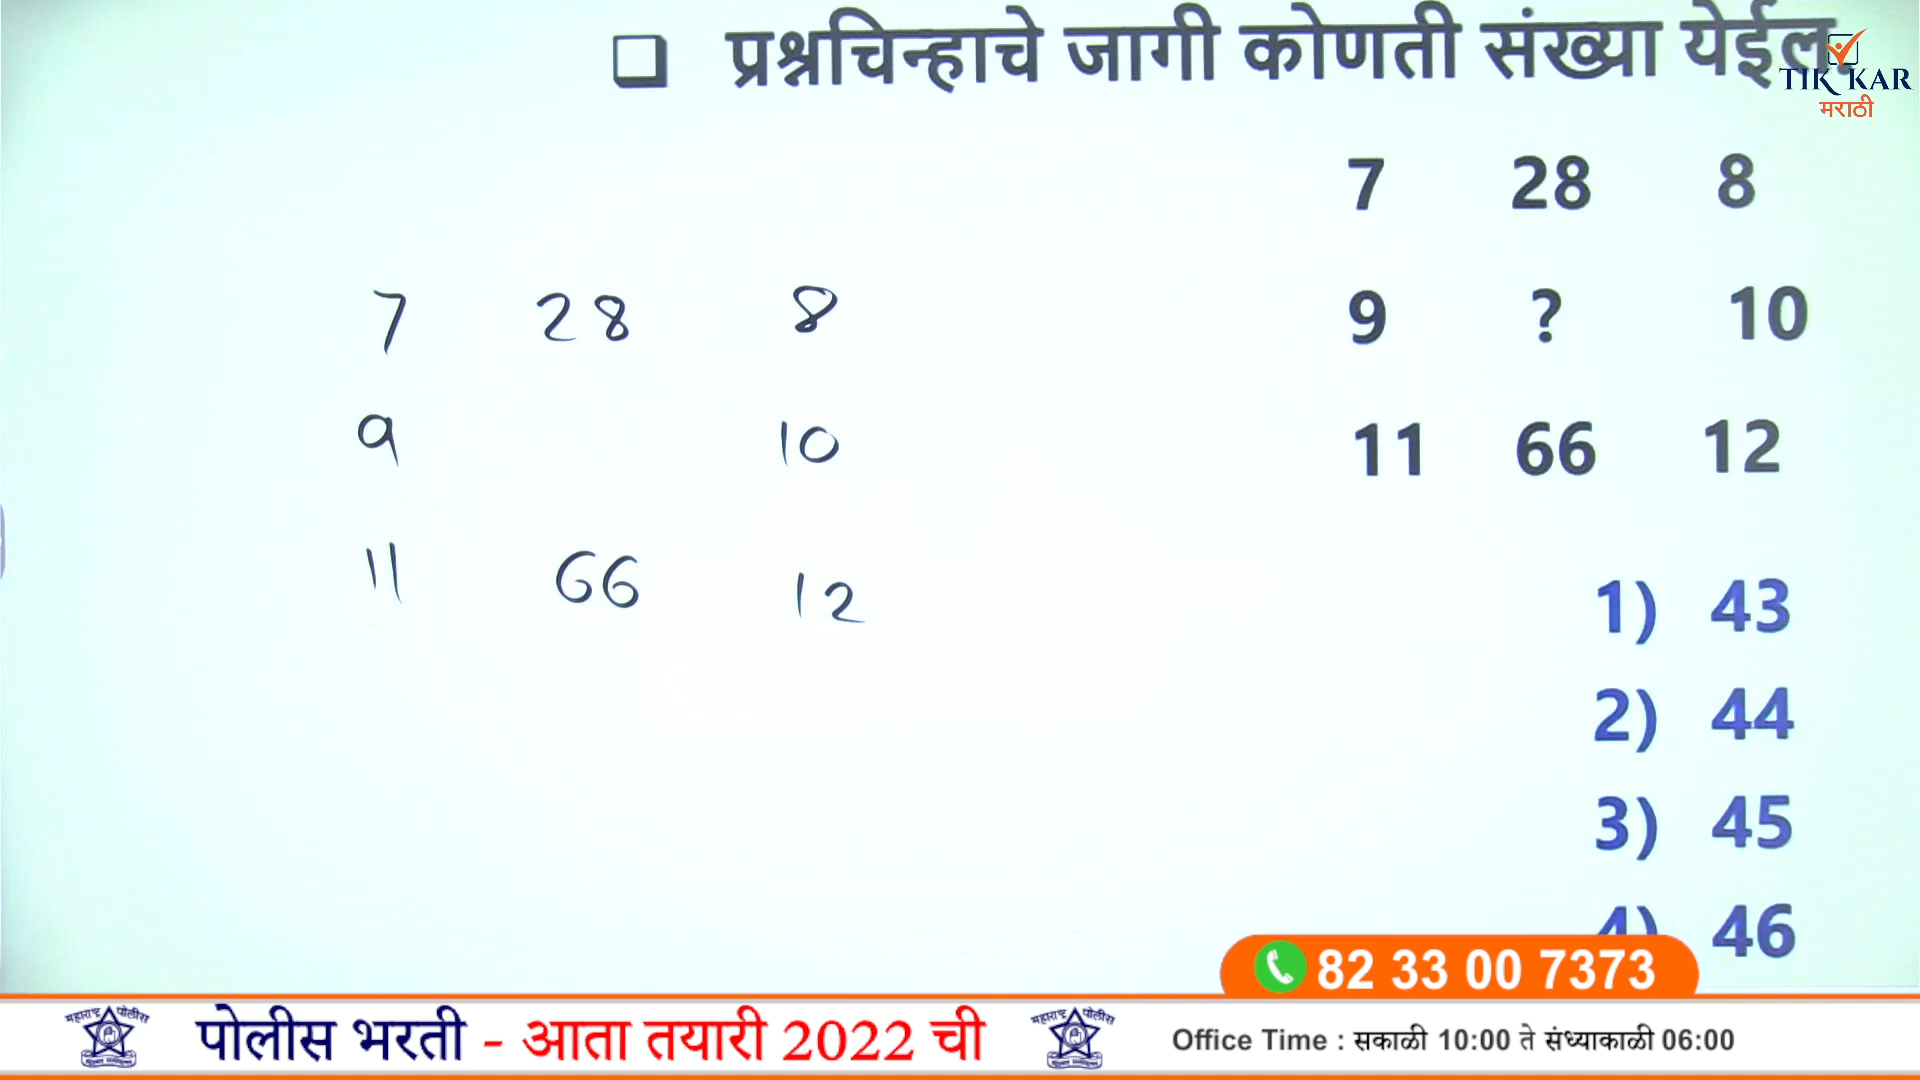 ❑ प्रश्नचिन्हाचे जागी कोणती संख्या येईल.
TIK KAR
मराठी
7 28 8
9 ? 10
11 66 12
7 28 8
9 10
11 66 12
1) 43
2) 44
3) 45
4) 46
82 33 00 7373
महाराष्ट्र पोलीस
पोलीस भरती - आता तयारी 2022 ची
महाराष्ट्र पोलीस
Office Time : सकाळी 10:00 ते संध्याकाळी 06:00